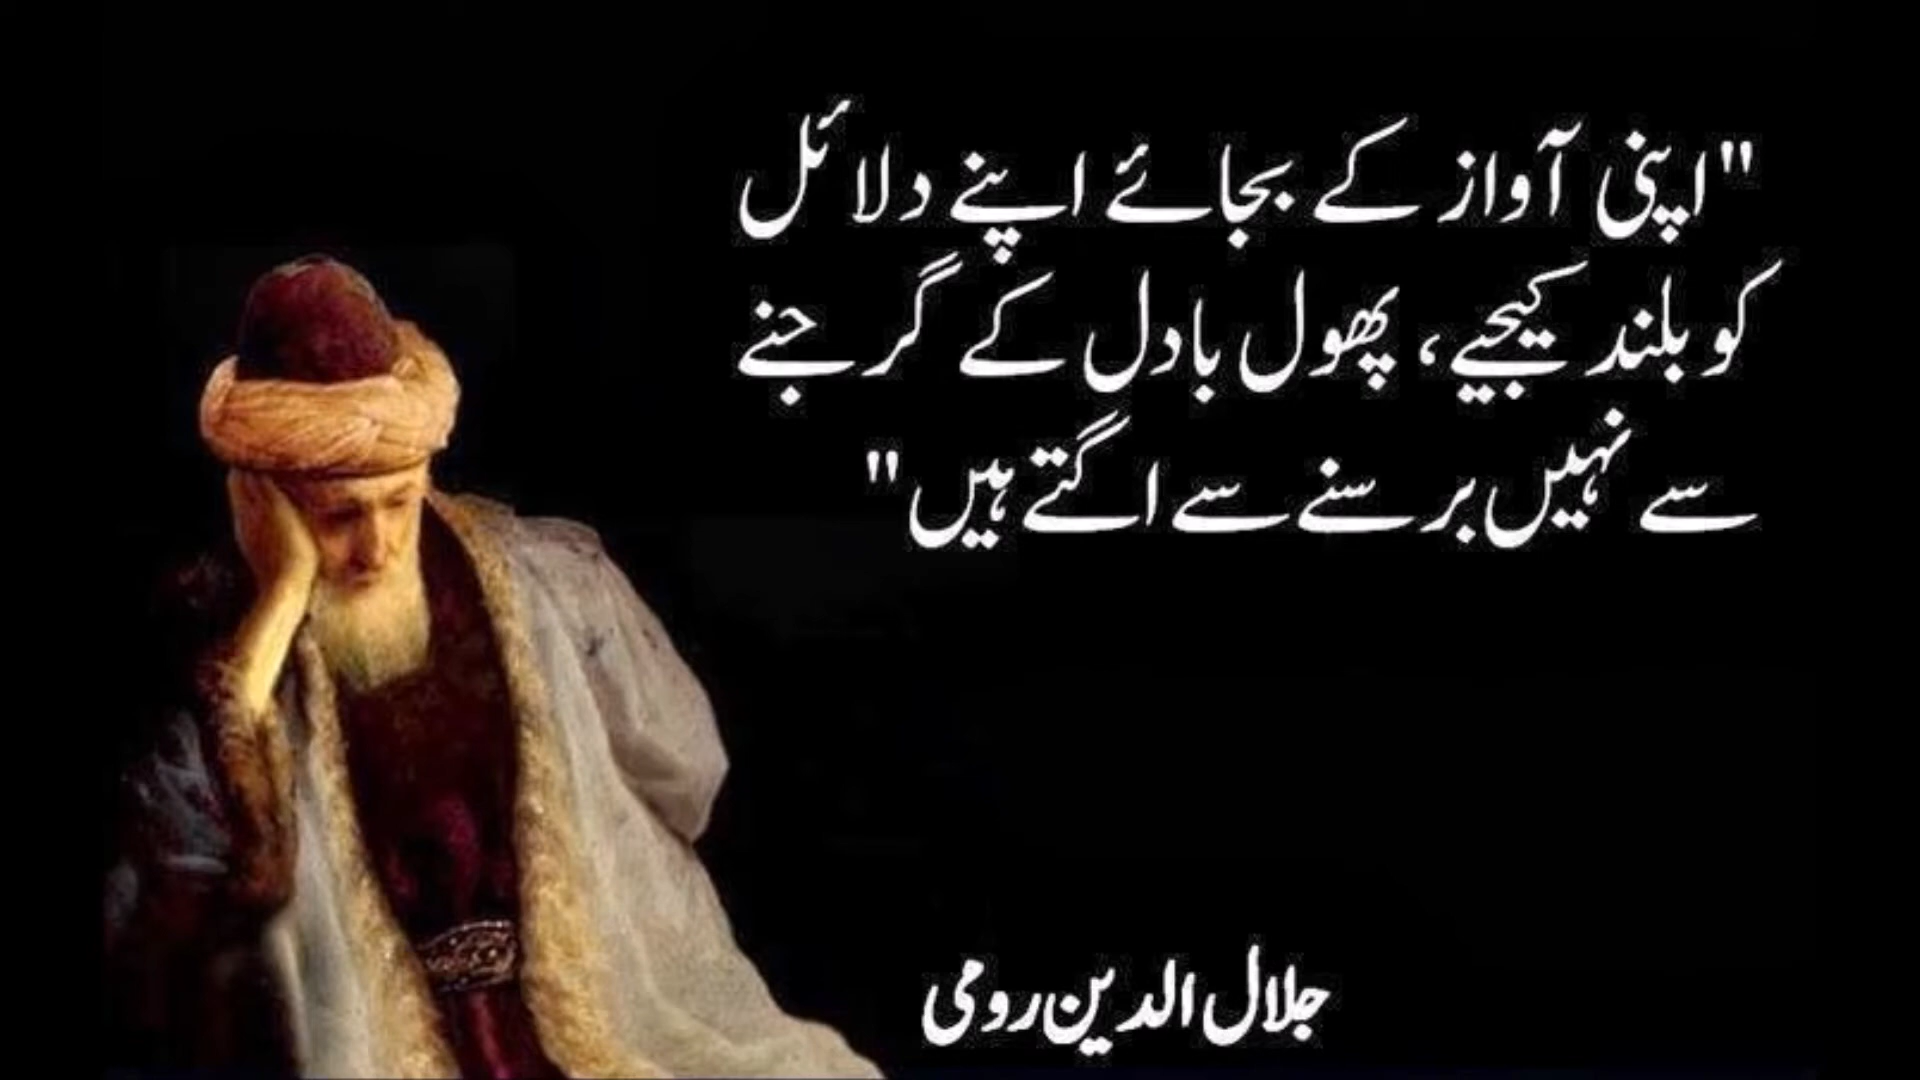 "اپنی آواز کے بجائے اپنے دلائل
کو بلند کیجیے، پھول بادل کے گرجنے
سے نہیں برسنے سے اگتے ہیں"
جلال الدین رومی